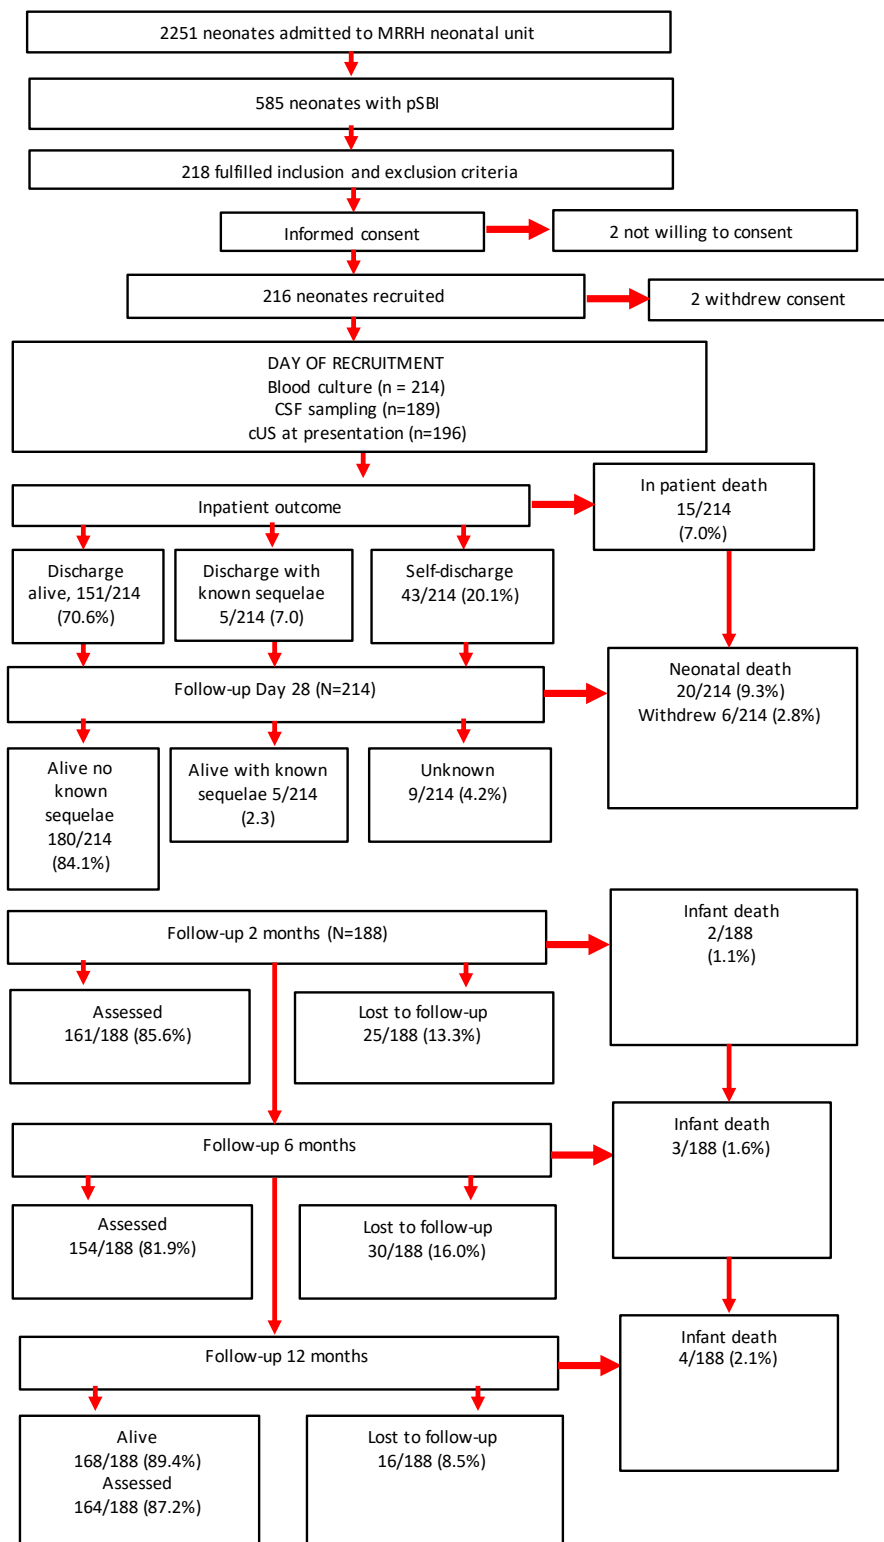 2251 neonates admitted to MRRH neonatal unit
585 neonates with pSBI
218 fulfilled inclusion and exclusion criteria
Informed consent
2 not willing to consent
216 neonates recruited
2 withdrew consent
DAY OF RECRUITMENT
Blood culture (n = 214)
CSF sampling (n=189)
cUS at presentation (n=196)
Inpatient outcome
In patient death
15/214
(7.0%)
Discharge
alive, 151/214
(70.6%)
Discharge with
known sequelae
5/214 (7.0)
Self-discharge
43/214 (20.1%)
Follow-up Day 28 (N=214)
Neonatal death
20/214 (9.3%)
Withdrew 6/214 (2.8%)
Alive no
known
sequelae
180/214
(84.1%)
Alive with known
sequelae 5/214
(2.3)
Unknown
9/214 (4.2%)
Follow-up 2 months (N=188)
Infant death
2/188
(1.1%)
Assessed
161/188 (85.6%)
Lost to follow-up
25/188 (13.3%)
Follow-up 6 months
Infant death
3/188 (1.6%)
Assessed
154/188 (81.9%)
Lost to follow-up
30/188 (16.0%)
Follow-up 12 months
Infant death
4/188 (2.1%)
Alive
168/188 (89.4%)
Assessed
164/188 (87.2%)
Lost to follow-up
16/188 (8.5%)